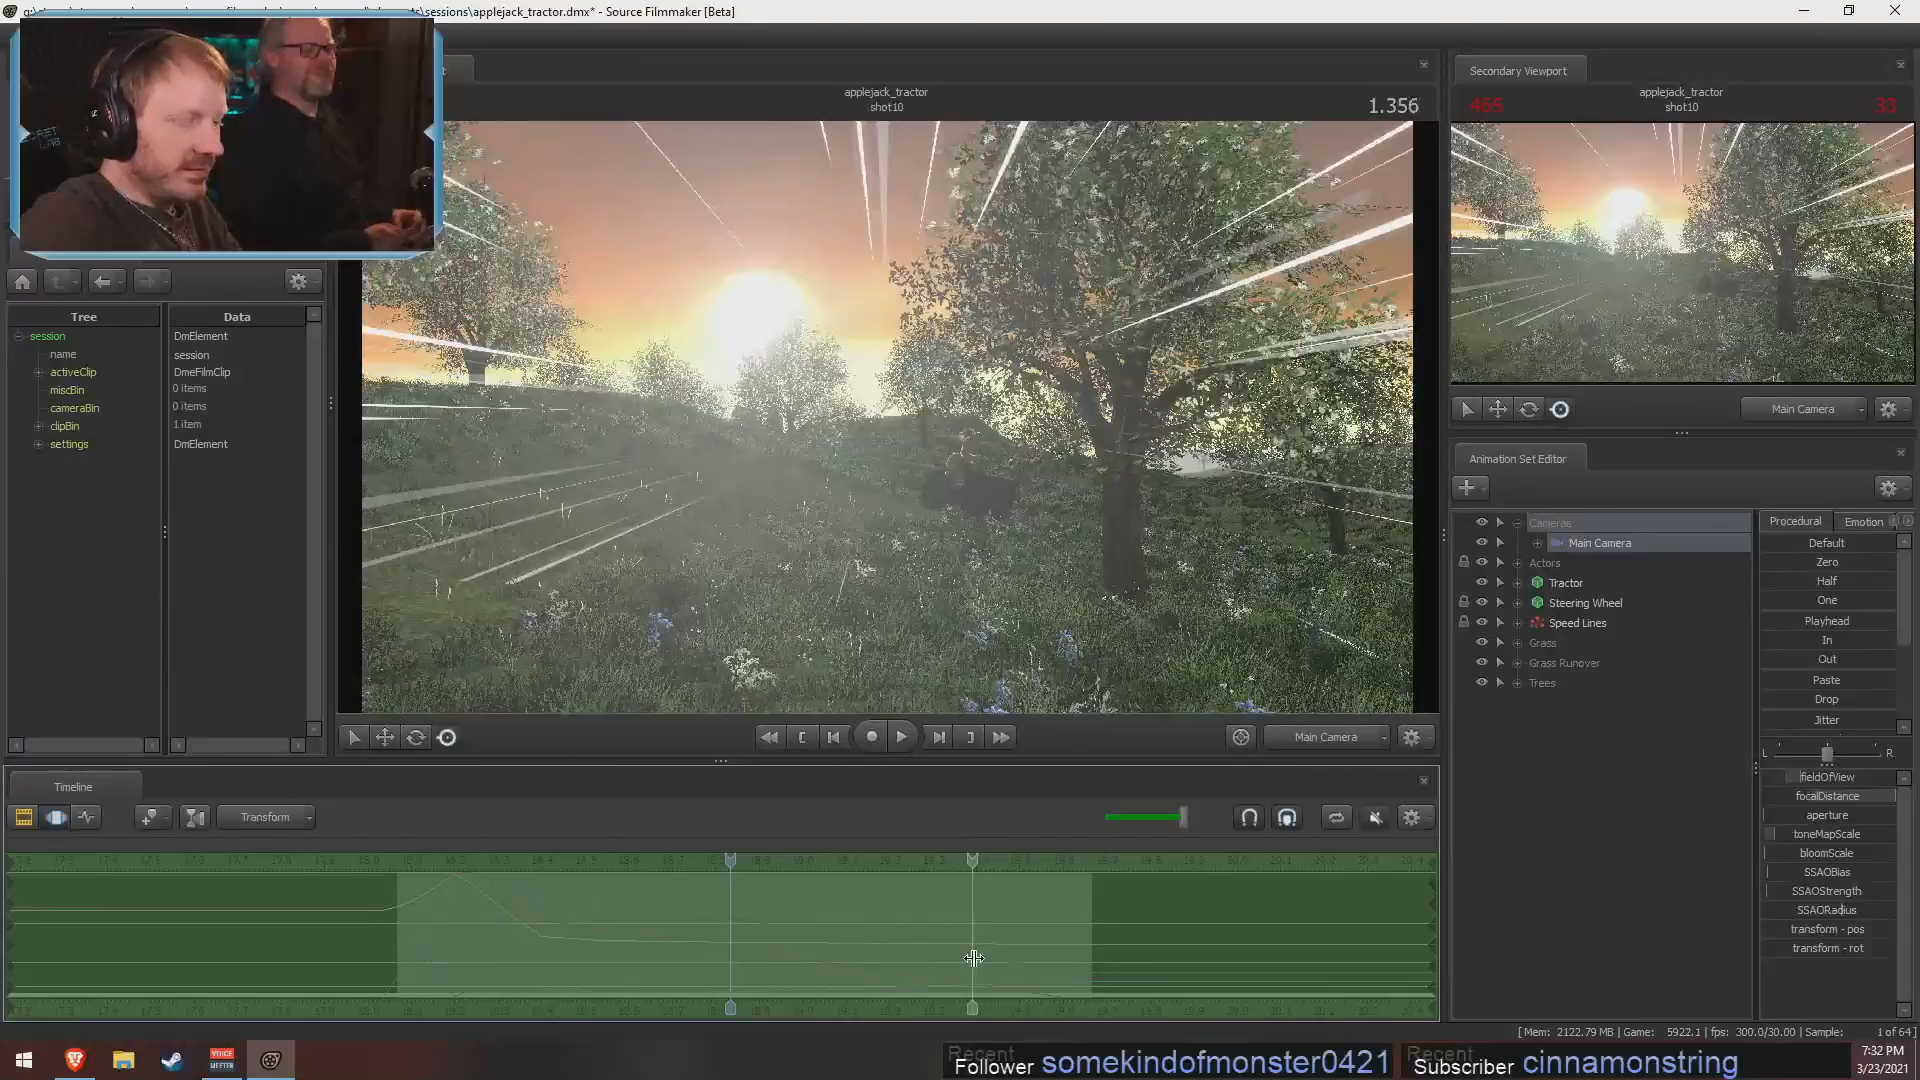 sessions\applejack_tractor.dmx* - Source Filmmaker [Beta]
applejack_tractor
shot10
1.356
Secondary Viewport
466
applejack_tractor
shot10
33
Tree
Data
session
DmElement
name
session
activeClip
DmeFilmClip
miscBin
0 items
cameraBin
0 items
clipBin
1 item
settings
DmElement
Main Camera
Animation Set Editor
Cameras
Main Camera
Actors
Tractor
Steering Wheel
Speed Lines
Grass
Grass Runover
Trees
Procedural
Emotion
Default
Zero
Half
One
Playhead
In
Out
Paste
Drop
Jitter
L
R
fieldOfView
focalDistance
aperture
toneMapScale
bloomScale
SSAOBias
SSAOStrength
SSAORadius
transform - pos
transform - rot
Main Camera
Timeline
Transform
[ Mem: 2122.79 MB | Game: 5922.1 | fps: 300.0/30.00 | Sample: 1 of 64 ]
VOICE
MEETER
Recent
Follower somekindofmonster0421
Recent
Subscriber cinnamonstring
7:32 PM
3/23/2021